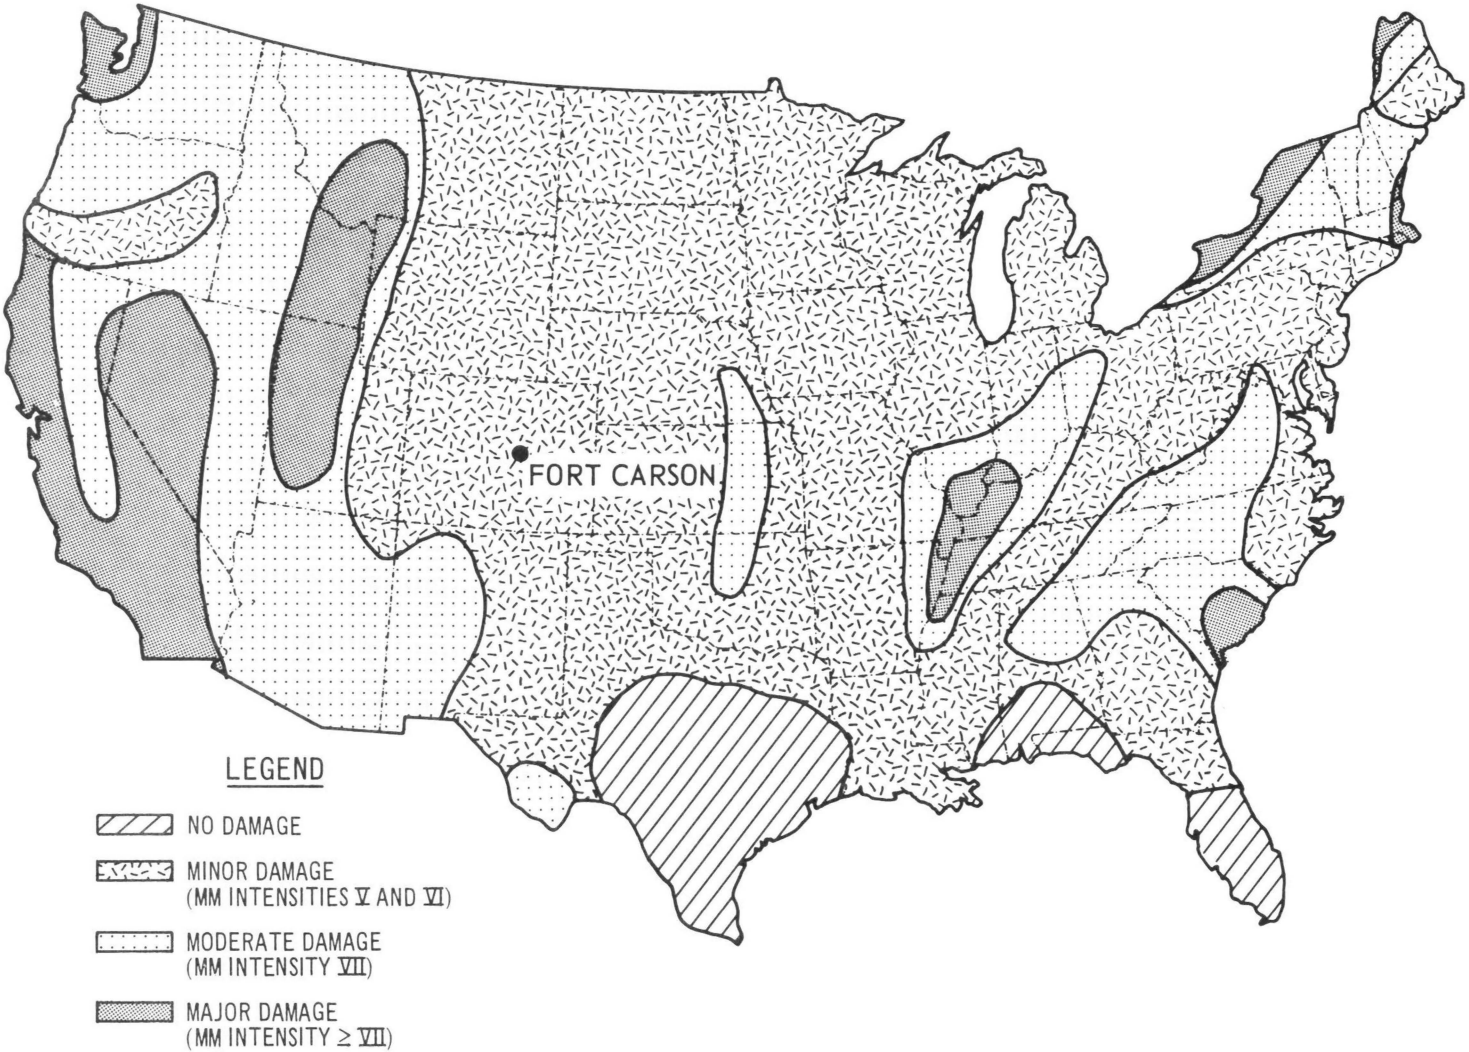 FORT CARSON
LEGEND
NO DAMAGE
MINOR DAMAGE
(MM INTENSITIES V AND VI)
MODERATE DAMAGE
(MM INTENSITY VII)
MAJOR DAMAGE
(MM INTENSITY ≥ VII)